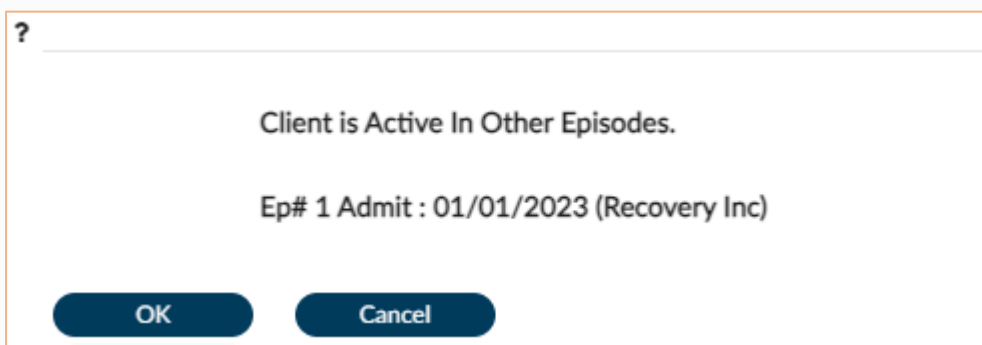 ?
Client is Active In Other Episodes.
Ep# 1 Admit : 01/01/2023 (Recovery Inc)
OK Cancel